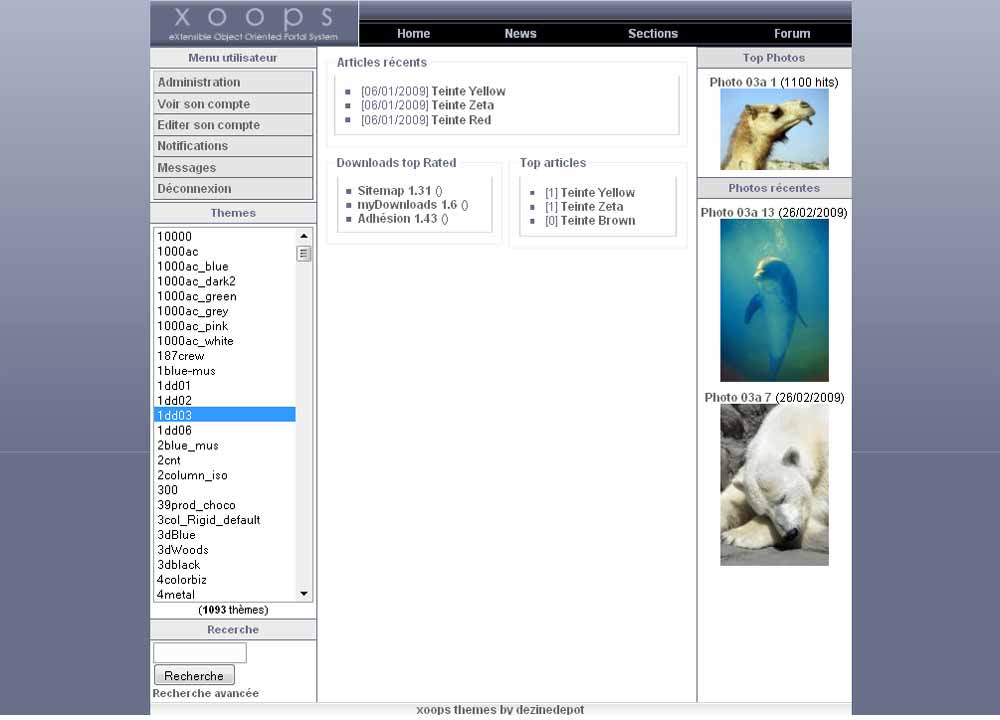 xoops
eXtensible Object Oriented Portal System
Home News Sections Forum
Menu utilisateur
Administration
Voir son compte
Editer son compte
Notifications
Messages
Déconnexion
Themes
10000
1000ac
1000ac_blue
1000ac_dark2
1000ac_green
1000ac_grey
1000ac_pink
1000ac_white
187crew
1blue-mus
1dd01
1dd02
1dd03
1dd06
2blue_mus
2cnt
2column_iso
300
39prod_choco
3col_Rigid_default
3dBlue
3dWoods
3dblack
4colorbiz
4metal
(1093 thèmes)
Recerche
Recherche
Recherche avancée
Articles récents
[06/01/2009] Teinte Yellow
[06/01/2009] Teinte Zeta
[06/01/2009] Teinte Red
Downloads top Rated
Sitemap 1.31 ()
myDownloads 1.6 ()
Adhésion 1.43 ()
Top articles
[1] Teinte Yellow
[1] Teinte Zeta
[0] Teinte Brown
Top Photos
Photo 03a 1 (1100 hits)
Photos récentes
Photo 03a 13 (26/02/2009)
Photo 03a 7 (26/02/2009)
xoops themes by dezinedepot